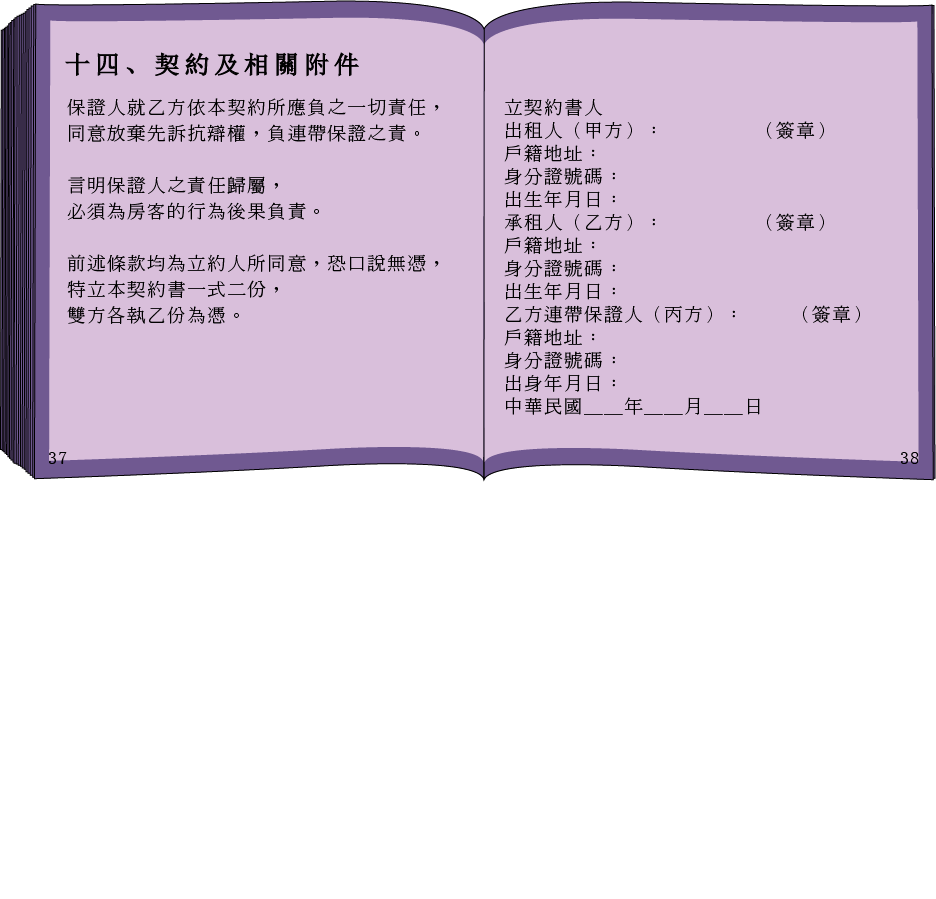 十四、契約及相關附件
保證人就乙方依本契約所應負之一切責任，
同意放棄先訴抗辯權，負連帶保證之責。
言明保證人之責任歸屬，
必須為房客的行為後果負責。
前述條款均為立約人所同意，恐口說無憑，
特立本契約書一式二份，
雙方各執乙份為憑。
37
立契約書人
出租人（甲方）： （簽章）
戶籍地址：
身分證號碼：
出生年月日：
承租人（乙方）： （簽章）
戶籍地址：
身分證號碼：
出生年月日：
乙方連帶保證人（丙方）： （簽章）
戶籍地址：
身分證號碼：
出身年月日：
中華民國____年____月____日
38